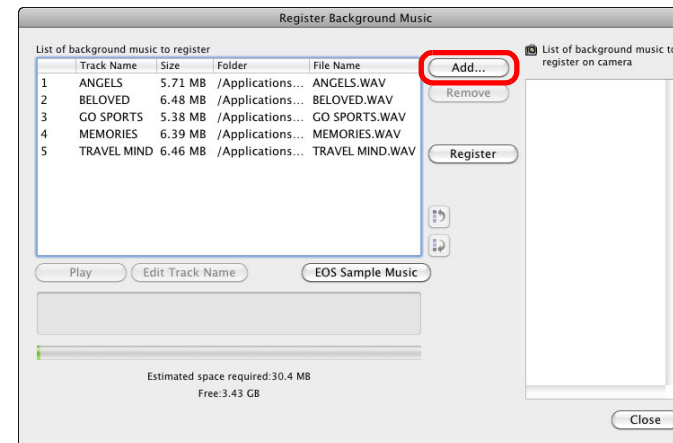 Register Background Music
List of background music to register
Track Name Size Folder File Name
1 ANGELS 5.71 MB /Applications... ANGELS.WAV
2 BELOVED 6.48 MB /Applications... BELOVED.WAV
3 GO SPORTS 5.38 MB /Applications... GO SPORTS.WAV
4 MEMORIES 6.39 MB /Applications... MEMORIES.WAV
5 TRAVEL MIND 6.46 MB /Applications... TRAVEL MIND.WAV
Add...
Remove
Register
Play Edit Track Name EOS Sample Music
Estimated space required:30.4 MB
Free:3.43 GB
List of background music to
register on camera
Close